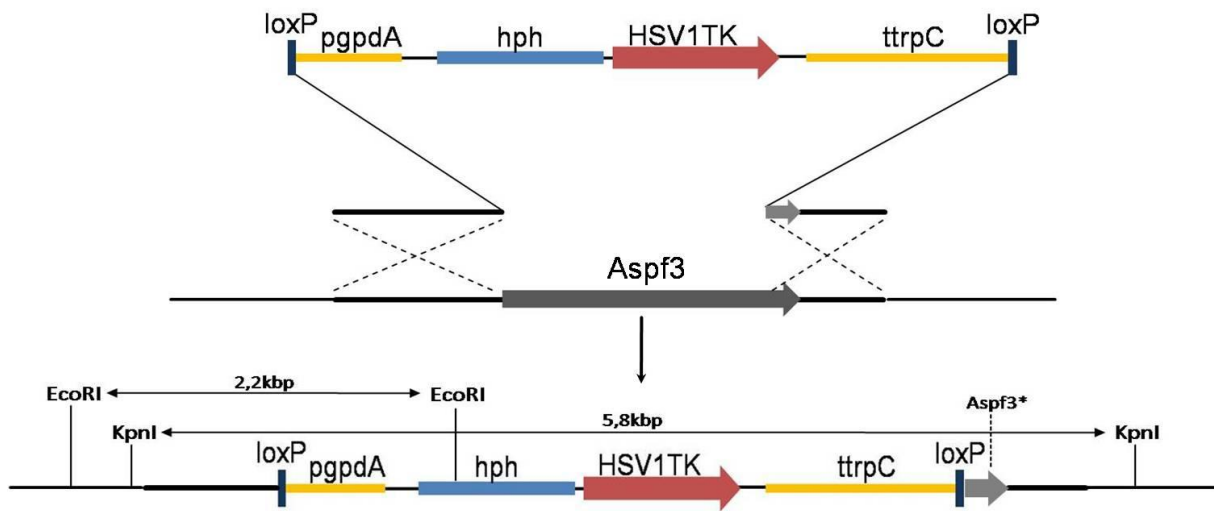 loxP pgpdA hph HSV1TK ttrpC loxP
Aspf3
EcoRI 2,2kbp EcoRI Aspf3*
KpnI 5,8kbp KpnI
loxP pgpdA hph HSV1TK ttrpC loxP